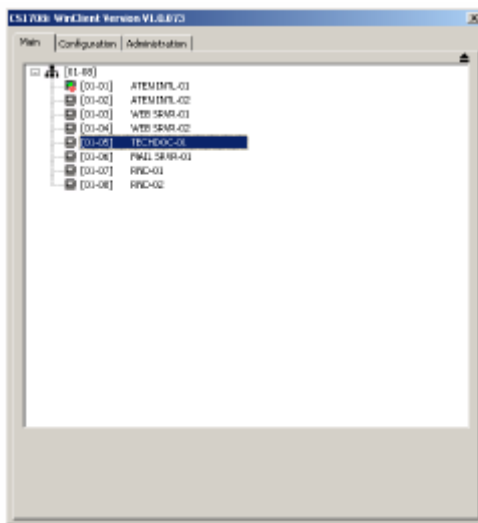 CS1708i WinClient Version V1.0.073
Main Configuration Administration
[01-08]
[01-01] ATENINTL-01
[01-02] ATENINTL-02
[01-03] WEB SRVR-01
[01-04] WEB SRVR-02
[01-05] TECHDOC-01
[01-06] MAIL SRVR-01
[01-07] RND-01
[01-08] RND-02